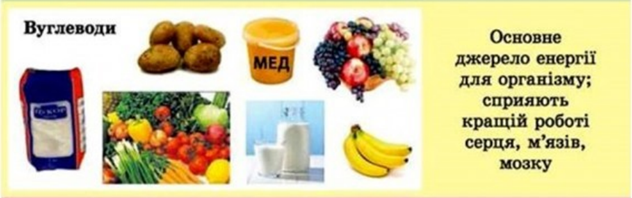 Вуглеводи
МЕД
Основне
джерело енергії
для організму;
сприяють
кращій роботі
серця, м'язів,
мозку